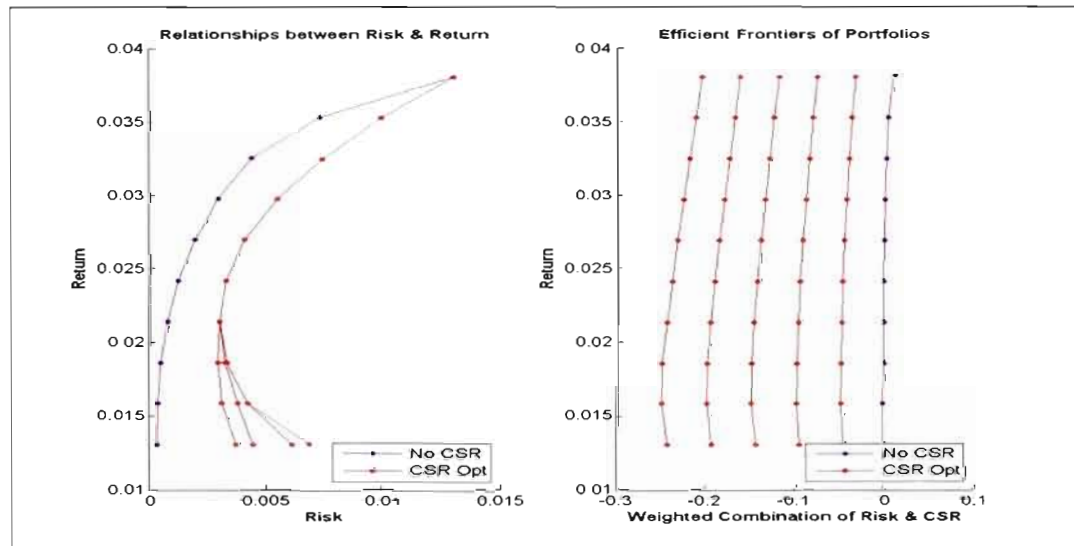 Relationships between Risk & Return
0.04
0.035
0.03
0.025
0.02
0.015
0.01
Return
0
0.005
0.01
0.015
Risk
No CSR
CSR Opt
Efficient Frontiers of Portfolios
0.04
0.035
0.03
0.025
0.02
0.015
0.01
Return
-0.3
-0.2
-0.1
0
0.1
Weighted Combination of Risk & CSR
No CSR
CSR Opt